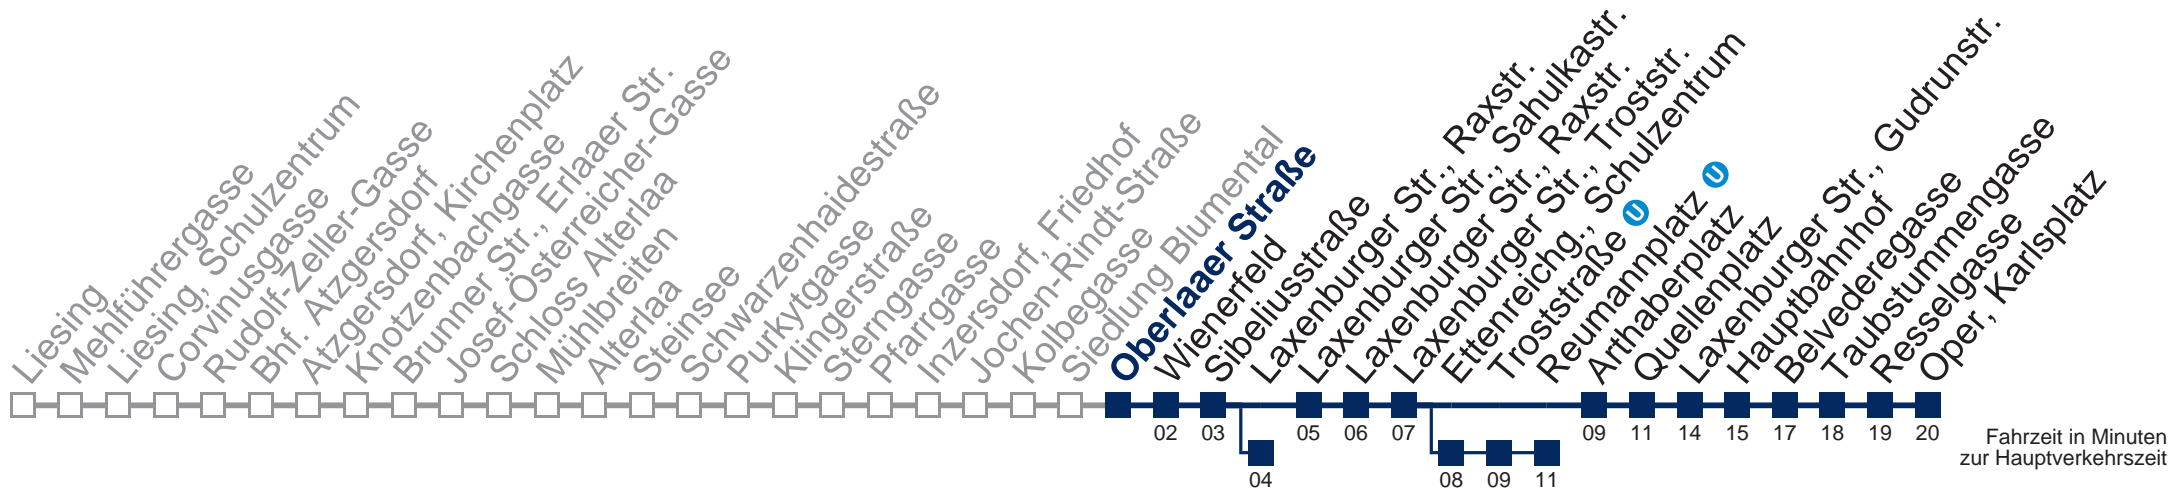 Liesing
Mehlführergasse
Liesing, Schulzentrum
Corvinusgasse
Rudolf-Zeller-Gasse
Bhf. Atzgersdorf
Atzgersdorf, Kirchenplatz
Knotzenbachgasse
Brunner Str., Erlaaer Str.
Josef-Österreicher-Gasse
Schloss Alterlaa
Mühlbreiten
Alterlaa
Steinsee
Schwarzenhaidestraße
Purkytgasse
Klingerstraße
Sterngasse
Pfarrgasse
Inzersdorf, Friedhof
Jochen-Rindt-Straße
Kolbegasse
Siedlung Blumental
Oberlaaer Straße
Wienerfeld
Sibeliusstraße
Laxenburger Str., Raxstr.
Laxenburger Str., Sahulkastr.
Laxenburger Str., Raxstr.
Laxenburger Str., Troststr.
Ettenreichg., Schulzentrum
Troststraße U
Reumannplatz U
Arthaberplatz
Quellenplatz
Laxenburger Str., Gudrunstr.
Hauptbahnhof
Belvederegasse
Taubstummengasse
Resselgasse
Oper, Karlsplatz
02 03 05 06 07 09 11 14 15 17 18 19 20
04 08 09 11
Fahrzeit in Minuten
zur Hauptverkehrszeit